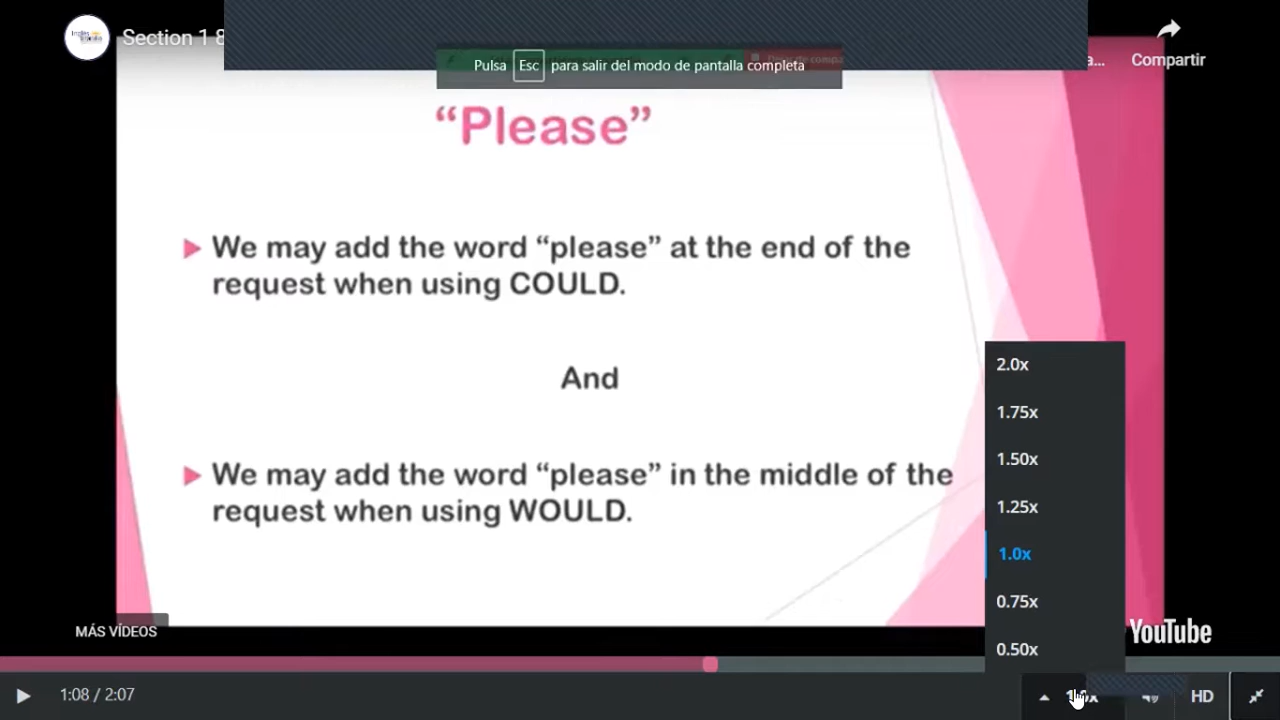 Section 1 8
a...
Compartir
Pulsa Esc para salir del modo de pantalla completa
“Please”
We may add the word “please” at the end of the
request when using COULD.
And
We may add the word “please” in the middle of the
request when using WOULD.
2.0x
1.75x
1.50x
1.25x
1.0x
0.75x
0.50x
MÁS VÍDEOS
YouTube
1:08 / 2:07
HD